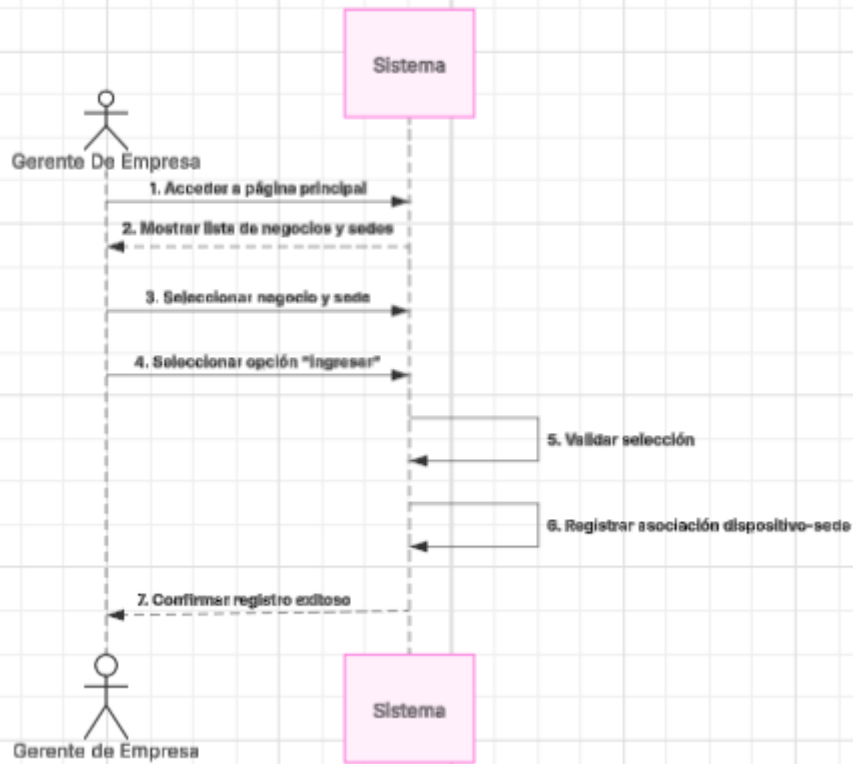 Sistema
Gerente De Empresa
1. Acceder a página principal
2. Mostrar lista de negocios y sedes
3. Seleccionar negocio y sede
4. Seleccionar opción "ingresar"
5. Validar selección
6. Registrar asociación dispositivo-sede
7. Confirmar registro exitoso
Sistema
Gerente de Empresa